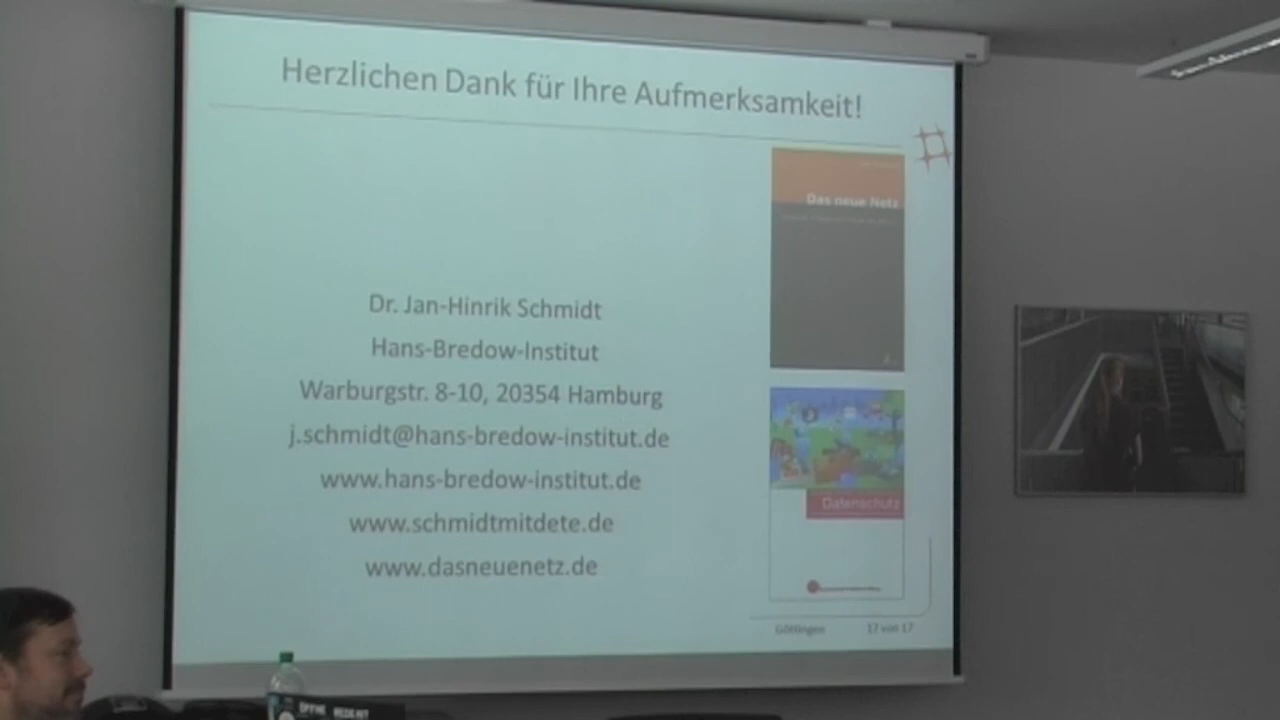 Herzlichen Dank für Ihre Aufmerksamkeit!
Das neue Netz
Dr. Jan-Hinrik Schmidt
Hans-Bredow-Institut
Warburgstr. 8-10, 20354 Hamburg
j.schmidt@hans-bredow-institut.de
www.hans-bredow-institut.de
www.schmidtmitdete.de
www.dasneuenetz.de
Datenschutz
Göttingen
17 von 17